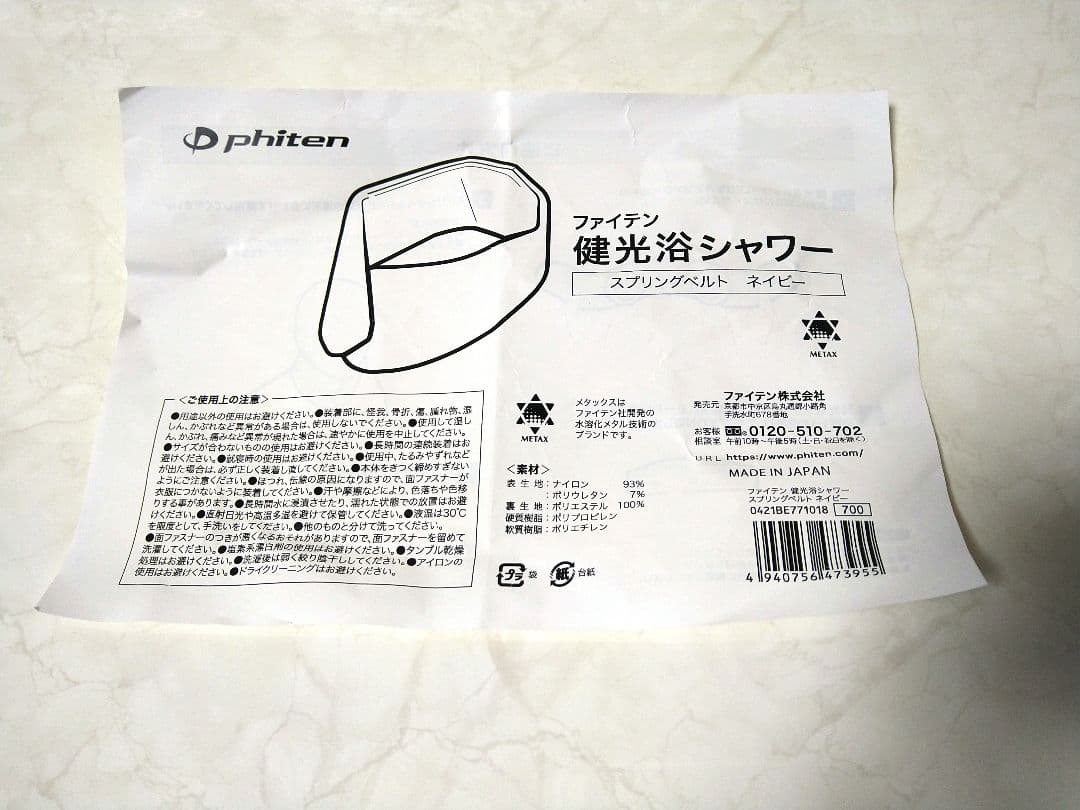 phiten
ファイテン
健光浴シャワー
スプリングベルト ネイビー
METAX
<ご使用上の注意>
●用途以外の使用はお避けください。●装着部に、怪我、骨折、傷、腫れ物、湿
しん、かぶれなど異常がある場合は、使用しないでください。●使用して湿し
ん、かぶれ、痛みなど異常が現れた場合は、速やかに使用を中止してください。
●サイズが合わないものの使用はお避けください。●長時間の連続装着はお
避けください。●就寝時の使用はお避けください。●使用中、たるみやずれなど
が出た場合は、必ず正しく装着し直してください。●本体をきつく締めすぎない
ようにご注意ください。●ほつれ、伝線の原因になりますので、面ファスナーが
衣服につかないように装着してください。●汗や摩擦などにより、色落ちや色移
りする事があります。●長時間水に浸漬させたり、濡れた状態での放置はお避
けください。●直射日光や高温多湿を避けて保管してください。●液温は30℃
を限度として、手洗いをしてください。●他のものと分けて洗ってください。
●面ファスナーのつきが悪くなるおそれがありますので、面ファスナーを留めて
洗濯してください。●塩素系漂白剤の使用はお避けください。●タンブル乾燥
処理はお避けください。●洗濯後は弱く絞り陰干ししてください。●アイロンの
使用はお避けください。●ドライクリーニングはお避けください。
METAX
メタックスは
ファイテン社開発の
水溶化メタル技術の
ブランドです。
<素材>
表生地:ナイロン 93%
:ポリウレタン 7%
裏生地:ポリエステル 100%
硬質樹脂:ポリプロピレン
軟質樹脂:ポリエチレン
プラ 袋 紙 台紙
ファイテン株式会社
発売元 京都市中京区烏丸通錦小路角
手洗水町678番地
お客様 0120-510-702
相談室 午前10時〜午後5時(土・日・祝日を除く)
URL https://www.phiten.com/
MADE IN JAPAN
ファイテン 健光浴シャワー
スプリングベルト ネイビー
0421BE771018 700
4 940756 473955